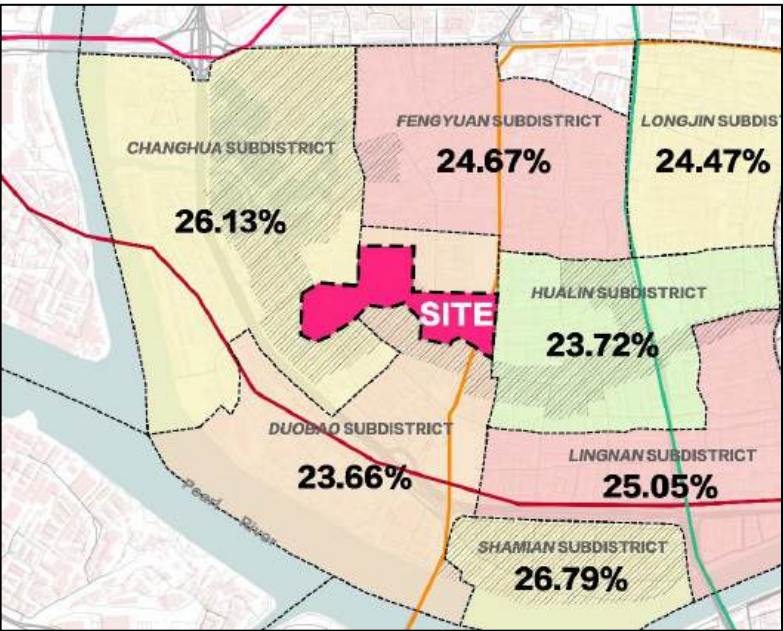 FENGYUAN SUBDISTRICT
24.67%
LONGJIN SUBDIST
24.47%
CHANGHUA SUBDISTRICT
26.13%
SITE
HUALIN SUBDISTRICT
23.72%
DUOBAO SUBDISTRICT
23.66%
LINGNAN SUBDISTRICT
25.05%
Pearl River
SHAMIAN SUBDISTRICT
26.79%